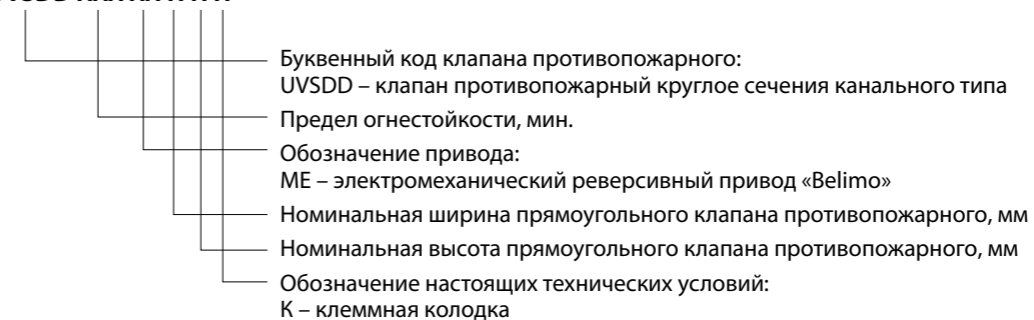 Буквенный код клапана противопожарного:
UVSDD – клапан противопожарный круглое сечения канального типа
Предел огнестойкости, мин.
Обозначение привода:
ME – электромеханический реверсивный привод «Belimo»
Номинальная ширина прямоугольного клапана противопожарного, мм
Номинальная высота прямоугольного клапана противопожарного, мм
Обозначение настоящих технических условий:
К – клеммная колодка